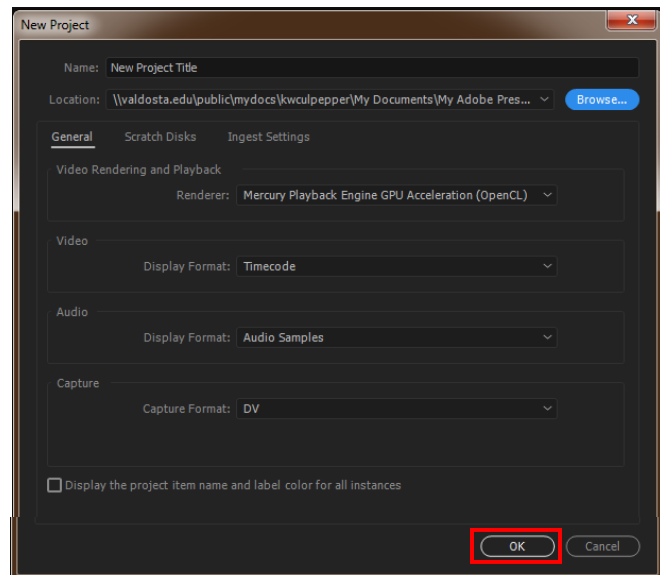 New Project
Name: New Project Title
Location: \\valdosta.edu\public\mydocs\kwculpepper\My Documents\My Adobe Pres... Browse...
General Scratch Disks Ingest Settings
Video Rendering and Playback
Renderer: Mercury Playback Engine GPU Acceleration (OpenCL)
Video
Display Format: Timecode
Audio
Display Format: Audio Samples
Capture
Capture Format: DV
Display the project item name and label color for all instances
OK Cancel